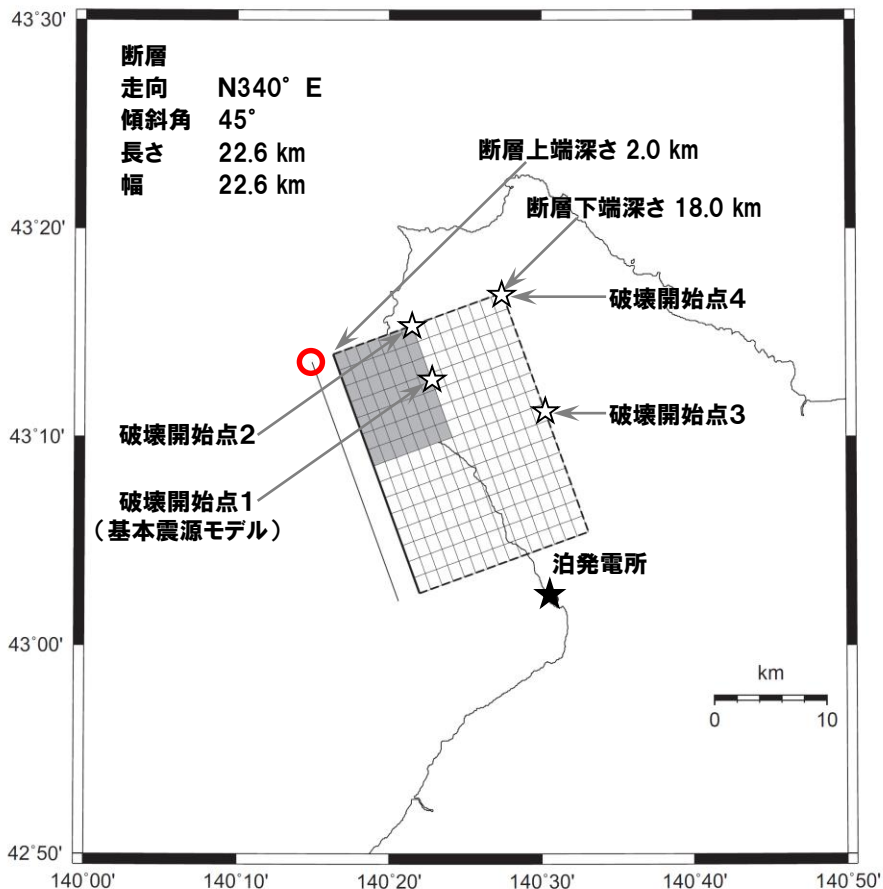 43°30'
断層
走向 N340° E
傾斜角 45°
長さ 22.6 km
幅 22.6 km
断層上端深さ 2.0 km
断層下端深さ 18.0 km
43°20'
破壊開始点4
破壊開始点2
43°10'
破壊開始点3
破壊開始点1
（基本震源モデル）
泊発電所
43°00'
km
0 10
42°50'
140°00' 140°10' 140°20' 140°30' 140°40' 140°50'